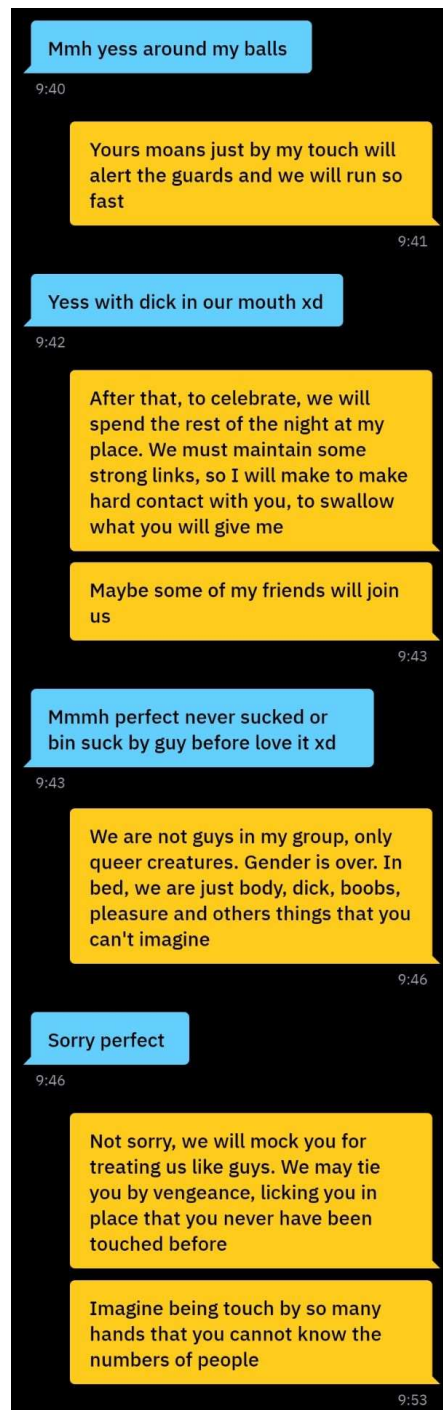 Mmh yess around my balls
9:40
Yours moans just by my touch will
alert the guards and we will run so
fast
9:41
Yess with dick in our mouth xd
9:42
After that, to celebrate, we will
spend the rest of the night at my
place. We must maintain some
strong links, so I will make to make
hard contact with you, to swallow
what you will give me
Maybe some of my friends will join
us
9:43
Mmmh perfect never sucked or
bin suck by guy before love it xd
9:43
We are not guys in my group, only
queer creatures. Gender is over. In
bed, we are just body, dick, boobs,
pleasure and others things that you
can't imagine
9:46
Sorry perfect
9:46
Not sorry, we will mock you for
treating us like guys. We may tie
you by vengeance, licking you in
place that you never have been
touched before
Imagine being touch by so many
hands that you cannot know the
numbers of people
9:53